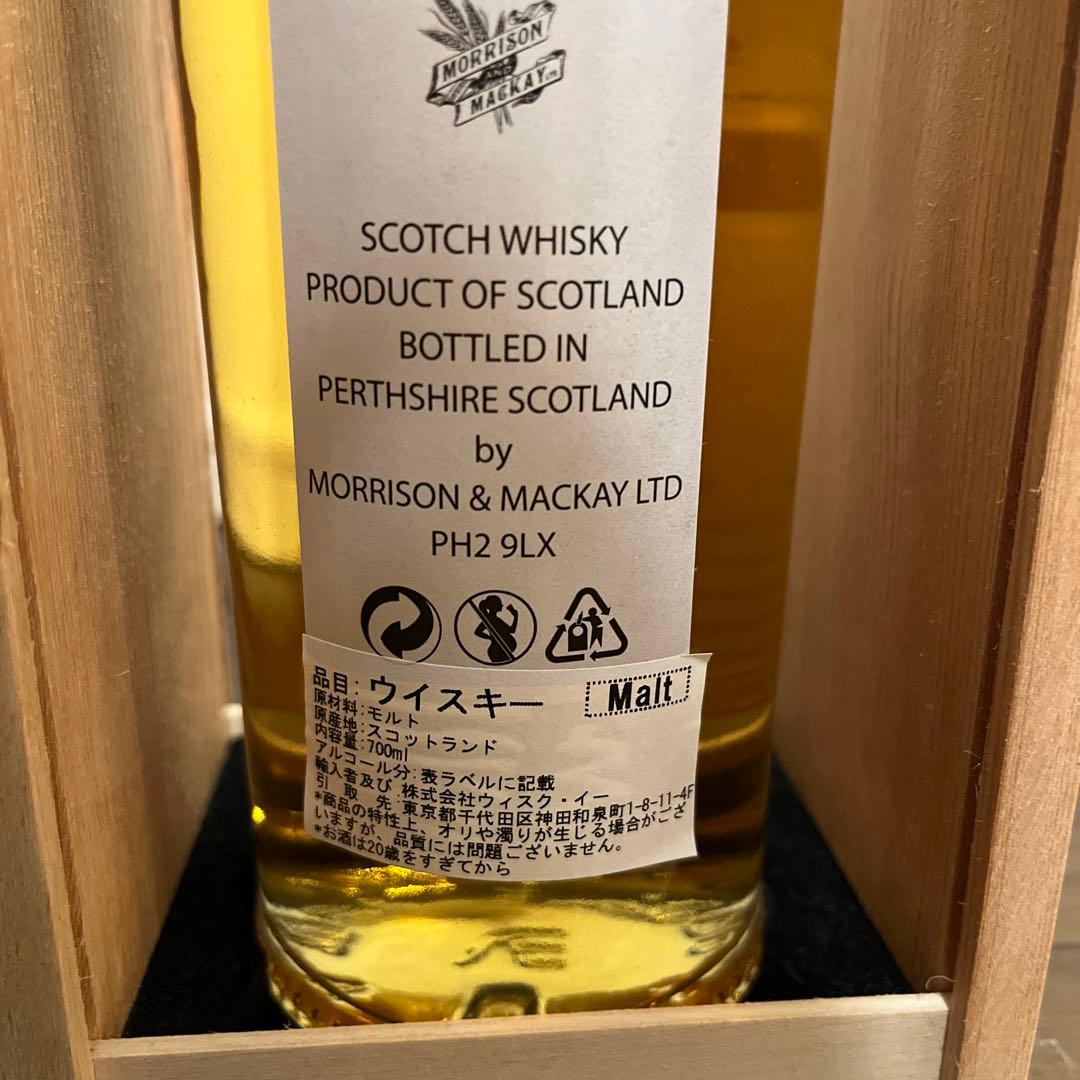 MORRISON
AND
MACKAY LTD
SCOTCH WHISKY
PRODUCT OF SCOTLAND
BOTTLED IN
PERTHSHIRE SCOTLAND
by
MORRISON & MACKAY LTD
PH2 9LX
品目:ウイスキー Malt
原材料:モルト
原産地:スコットランド
内容量:700ml
アルコール分:表ラベルに記載
輸入者及び:株式会社ウィスク・イー
引 取 先:東京都千代田区神田和泉町1-8-11-4F
*商品の特性上、オリや濁りが生じる場合がござ
いますが、品質には問題ございません。
*お酒は20歳をすぎてから